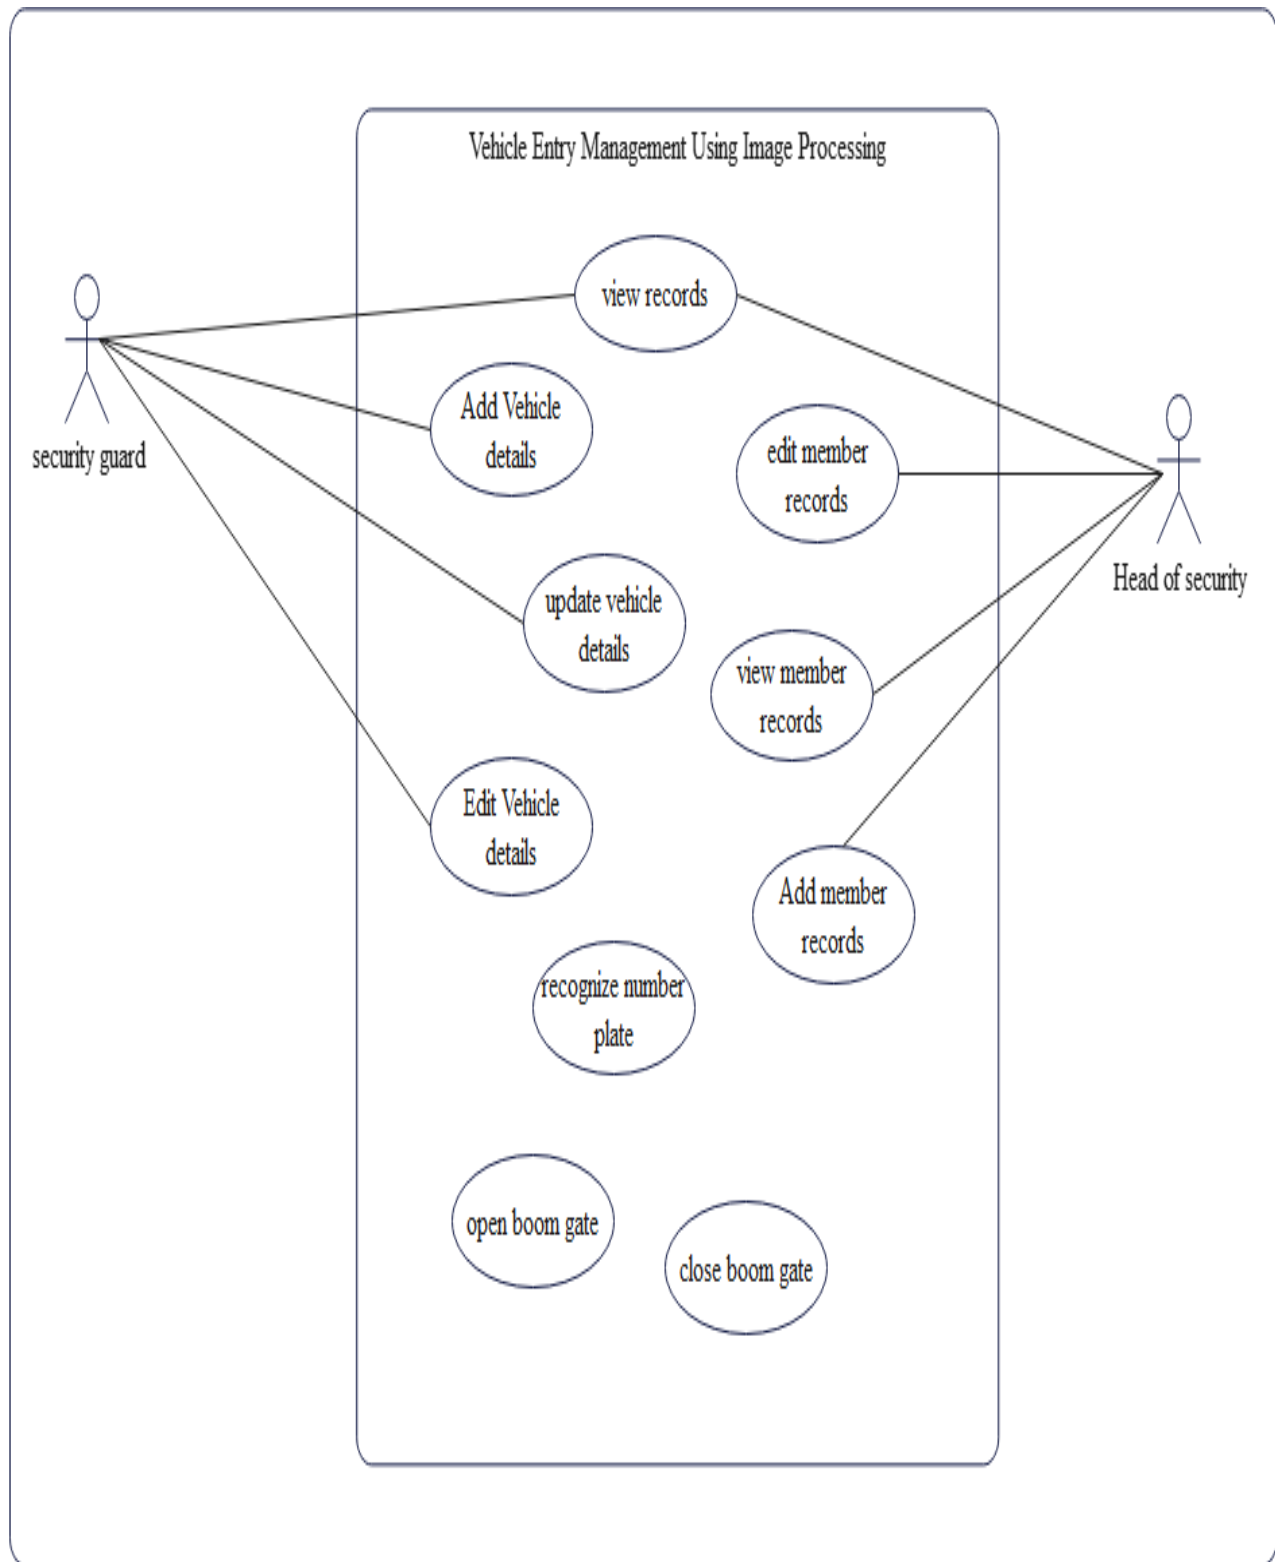 Vehicle Entry Management Using Image Processing
view records
Add Vehicle
details
security guard
edit member
records
Head of security
update vehicle
details
view member
records
Edit Vehicle
details
Add member
records
recognize number
plate
open boom gate
close boom gate